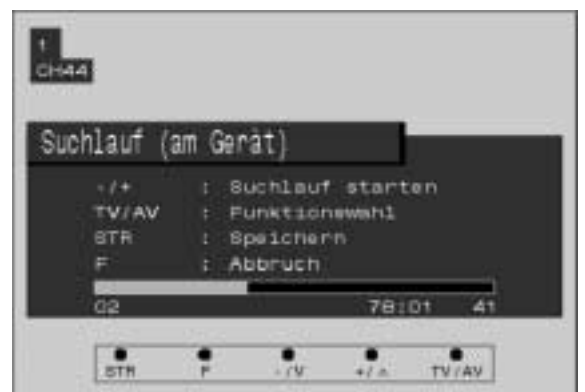 1
CH44
Suchlauf (am Gerät)
-/+ : Suchlauf starten
TV/AV : Funktionswahl
STR : Speichern
F : Abbruch
02 78:01 41
STR F -/V +/ʌ TV/AV